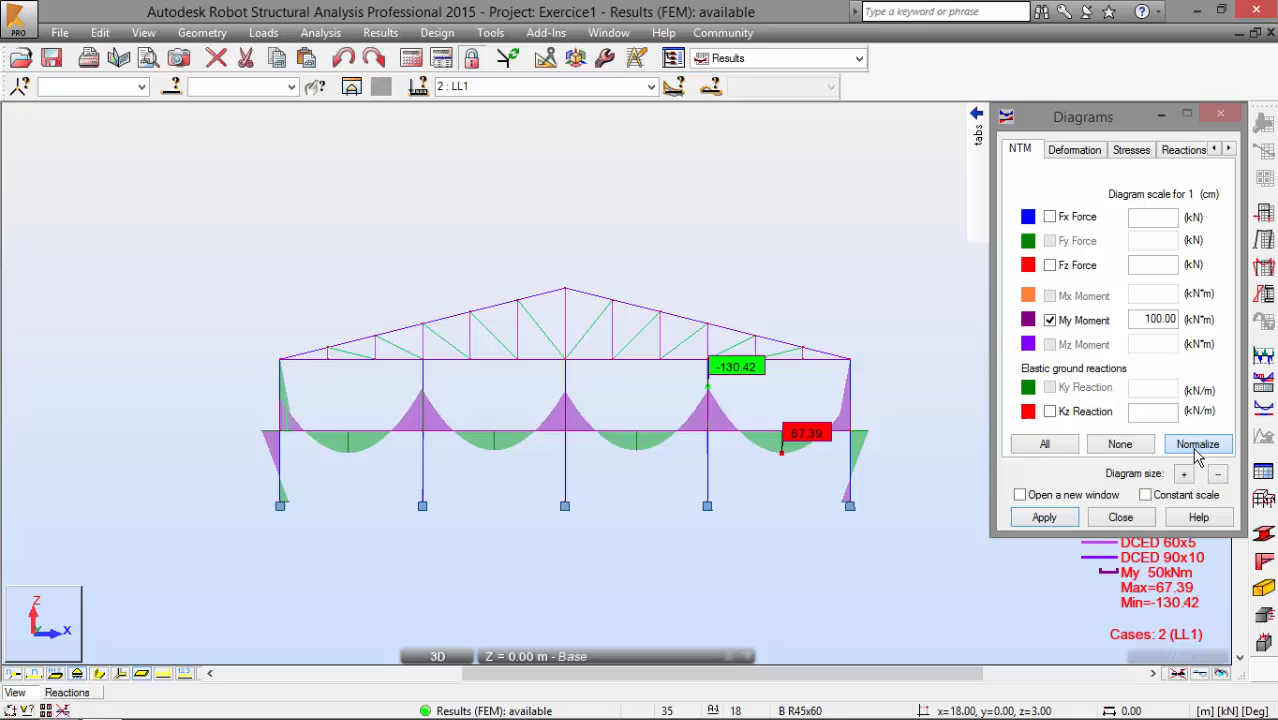 Autodesk Robot Structural Analysis Professional 2015 - Project: Exercice1 - Results (FEM): available
Type a keyword or phrase
PRO
File Edit View Geometry Loads Analysis Results Design Tools Add-Ins Window Help Community
Results
2 : LL1
tabs
Diagrams
NTM Deformation Stresses Reactions
Diagram scale for 1 (cm)
Fx Force (kN)
Fy Force (kN)
Fz Force (kN)
Mx Moment (kN*m)
My Moment 100.00 (kN*m)
Mz Moment (kN*m)
Elastic ground reactions
Ky Reaction (kN/m)
Kz Reaction (kN/m)
All None Normalize
Diagram size: + --
Open a new window Constant scale
Apply Close Help
-130.42
67.39
DCED 60x5
DCED 90x10
My 50kNm
Max=67.39
Min=-130.42
Cases: 2 (LL1)
Z
X
3D Z = 0.00 m - Base
View Reactions
Results (FEM): available 35 18 B R45x60 x=18.00, y=0.00, z=3.00 0.00 [m] [kN] [Deg]